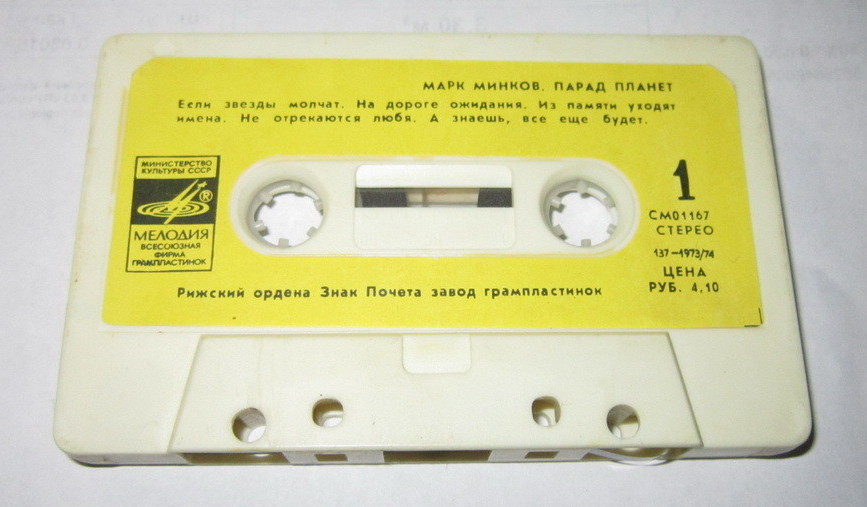 МАРК МИНКОВ. ПАРАД ПЛАНЕТ
Если звезды молчат. На дороге ожидания. Из памяти уходят
имена. Не отрекаются любя. А знаешь, все еще будет.
МИНИСТЕРСТВО
КУЛЬТУРЫ СССР
®
МЕЛОДИЯ
ВСЕСОЮЗНАЯ
ФИРМА
ГРАМПЛАСТИНОК
1
СМ01167
СТЕРЕО
137—1973/74
ЦЕНА
РУБ. 4,10
Рижский ордена Знак Почета завод грампластинок